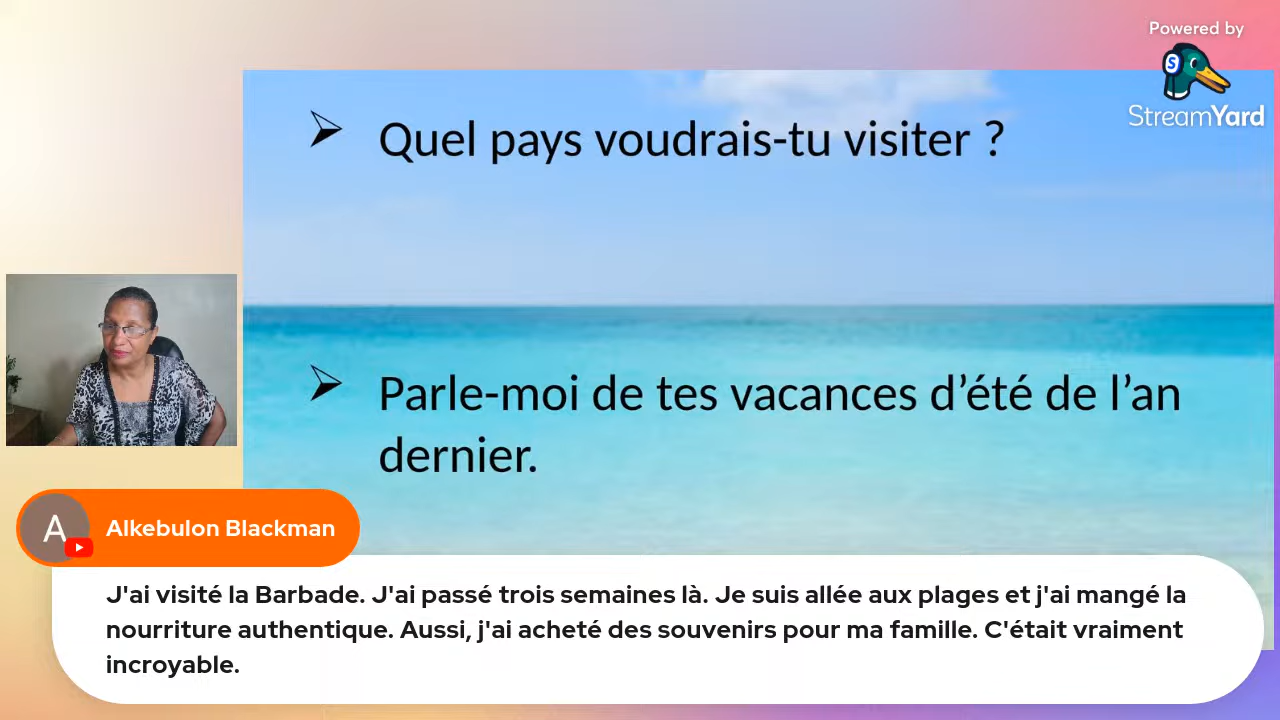 Powered by
StreamYard
Quel pays voudrais-tu visiter ?
Parle-moi de tes vacances d’été de l’an
dernier.
A
Alkebulon Blackman
J'ai visité la Barbade. J'ai passé trois semaines là. Je suis allée aux plages et j'ai mangé la
nourriture authentique. Aussi, j'ai acheté des souvenirs pour ma famille. C'était vraiment
incroyable.